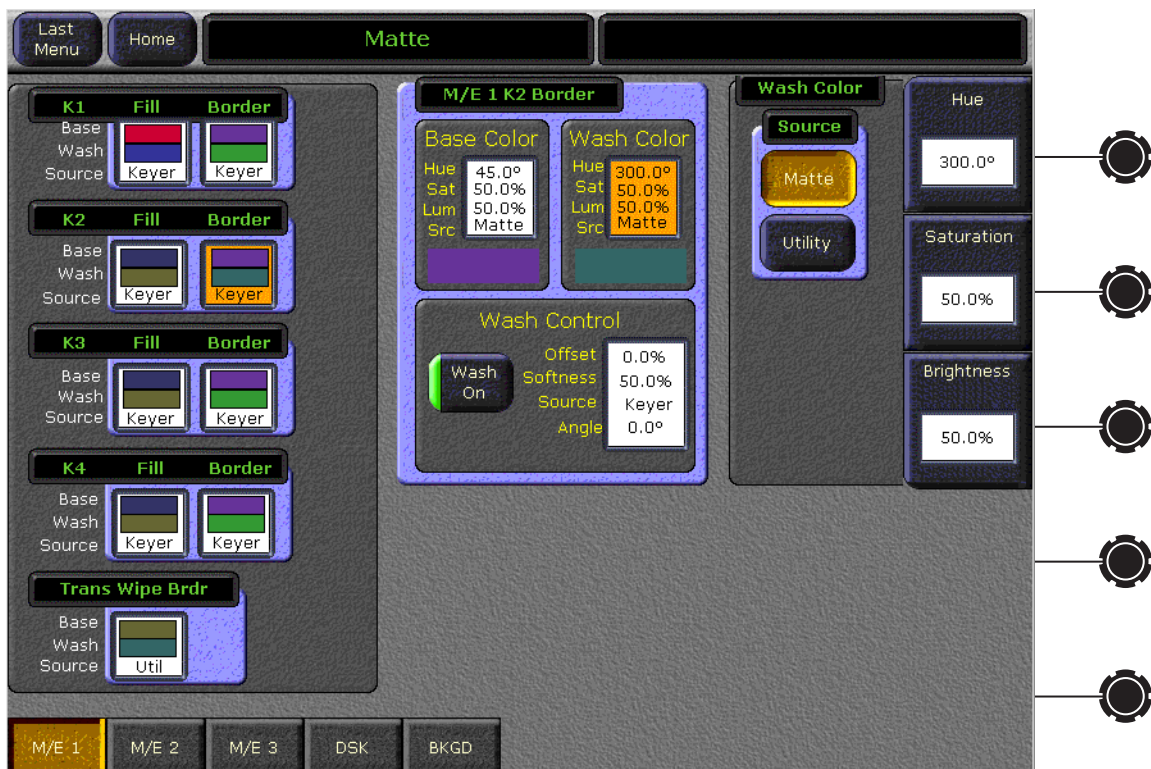 Last Menu
Home
Matte
K1 Fill Border
Base
Wash
Source Keyer Keyer
K2 Fill Border
Base
Wash
Source Keyer Keyer
K3 Fill Border
Base
Wash
Source Keyer Keyer
K4 Fill Border
Base
Wash
Source Keyer Keyer
Trans Wipe Brdr
Base
Wash
Source Util
M/E 1 K2 Border
Base Color
Hue 45.0°
Sat 50.0%
Lum 50.0%
Src Matte
Wash Color
Hue 300.0°
Sat 50.0%
Lum 50.0%
Src Matte
Wash Control
Wash On
Offset 0.0%
Softness 50.0%
Source Keyer
Angle 0.0°
Wash Color
Source
Matte
Utility
Hue
300.0°
Saturation
50.0%
Brightness
50.0%
M/E 1 M/E 2 M/E 3 DSK BKGD